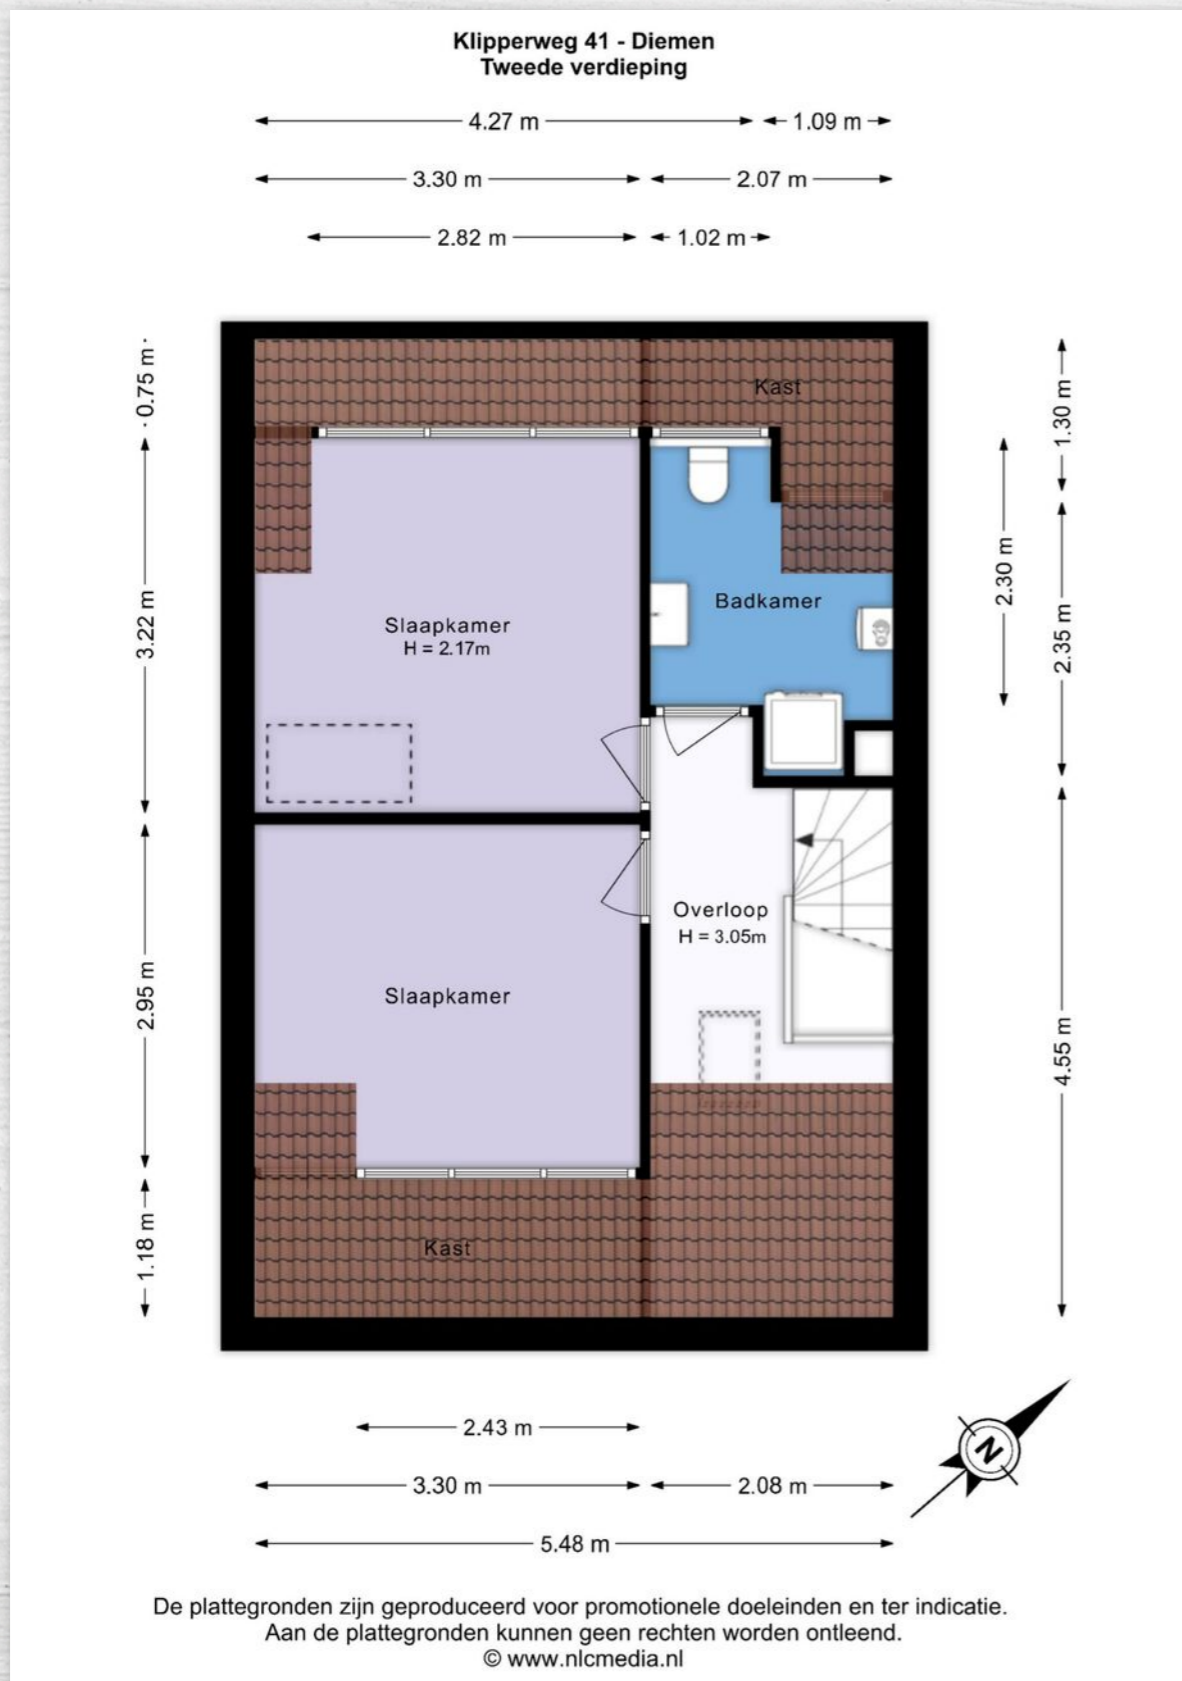 Klipperweg 41 - Diemen
Tweede verdieping
4.27 m
1.09 m
3.30 m
2.07 m
2.82 m
1.02 m
0.75 m
Kast
1.30 m
3.22 m
2.30 m
Badkamer
Slaapkamer
H = 2.17m
2.35 m
Overloop
H = 3.05m
2.95 m
Slaapkamer
4.55 m
1.18 m
Kast
2.43 m
N
3.30 m
2.08 m
5.48 m
De plattegronden zijn geproduceerd voor promotionele doeleinden en ter indicatie.
Aan de plattegronden kunnen geen rechten worden ontleend.
© www.nlcmedia.nl